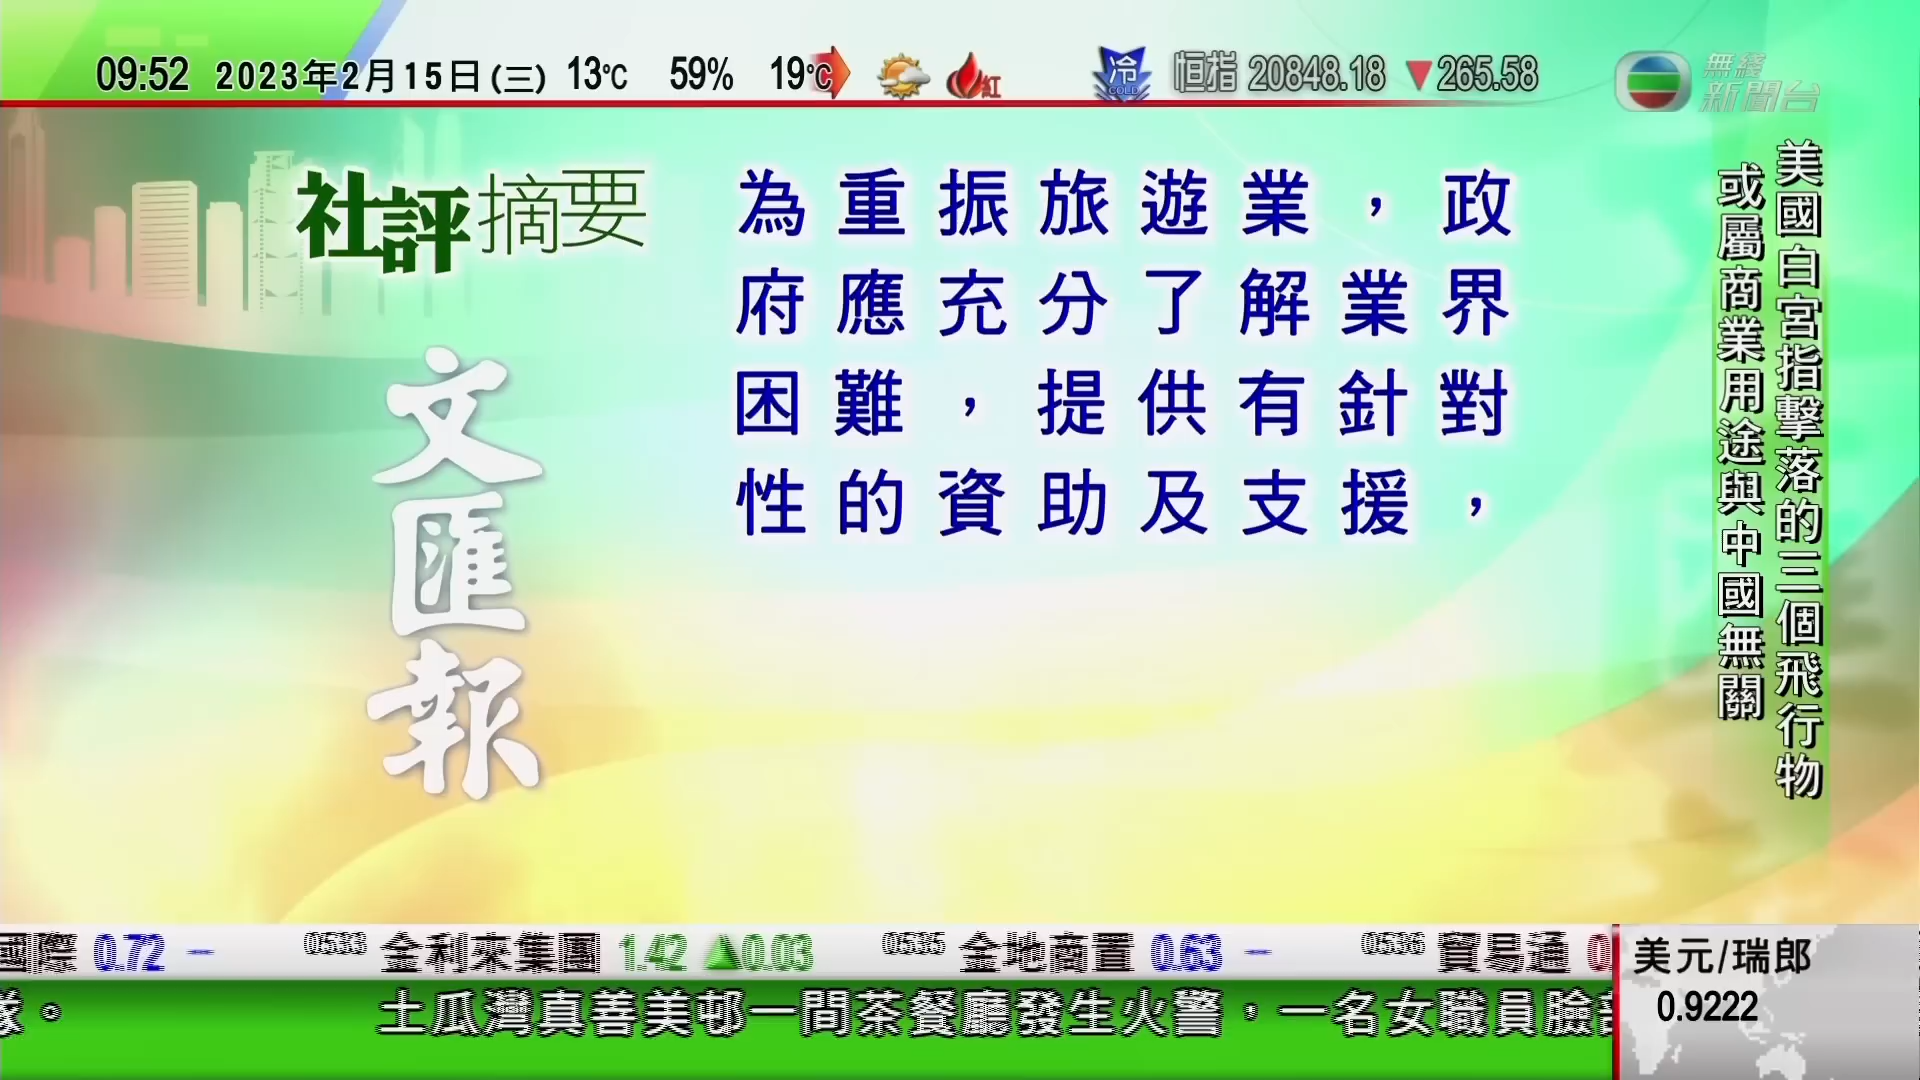 09:52 2023年2月15日(三) 13℃ 59% 19℃ 紅 冷 COLD 恒指 20848.18 ▼265.58
無綫
新聞台
社評摘要
文匯報
為重振旅遊業，政
府應充分了解業界
困難，提供有針對
性的資助及支援，
美國白宮指擊落的三個飛行物
或屬商業用途與中國無關
國際 0.72 － 0533 金利來集團 1.42 ▲0.03 0535 金地商置 0.63 － 0536 貿易通 0
隊。 土瓜灣真善美邨一間茶餐廳發生火警，一名女職員臉
美元/瑞郎
0.9222